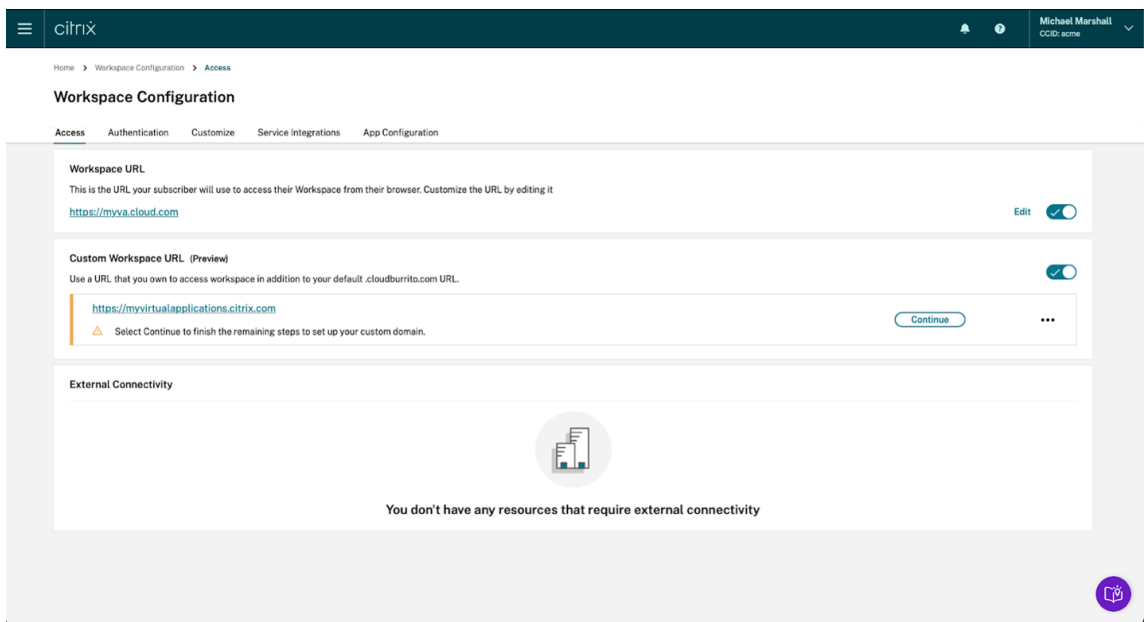 citrix
Michael Marshall
CCID: acme
Home > Workspace Configuration > Access
Workspace Configuration
Access Authentication Customize Service Integrations App Configuration
Workspace URL
This is the URL your subscriber will use to access their Workspace from their browser. Customize the URL by editing it
https://myva.cloud.com Edit
Custom Workspace URL (Preview)
Use a URL that you own to access workspace in addition to your default .cloudburrito.com URL.
https://myvirtualapplications.citrix.com
Continue
Select Continue to finish the remaining steps to set up your custom domain.
External Connectivity
You don't have any resources that require external connectivity